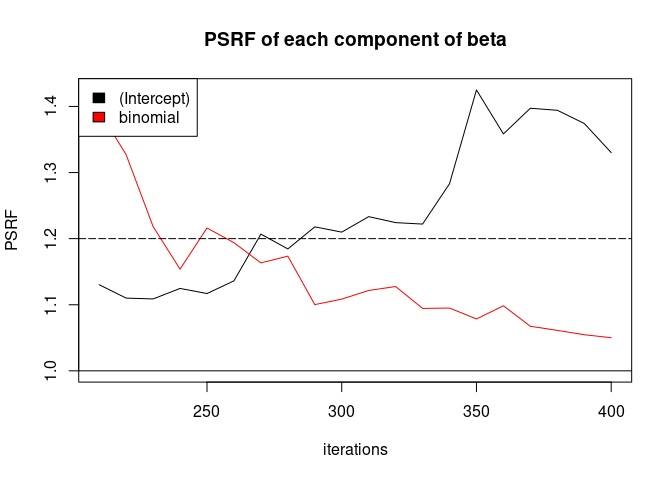 PSRF of each component of beta
(Intercept)
binomial
PSRF
1.4
1.3
1.2
1.1
1.0
250 300 350 400
iterations